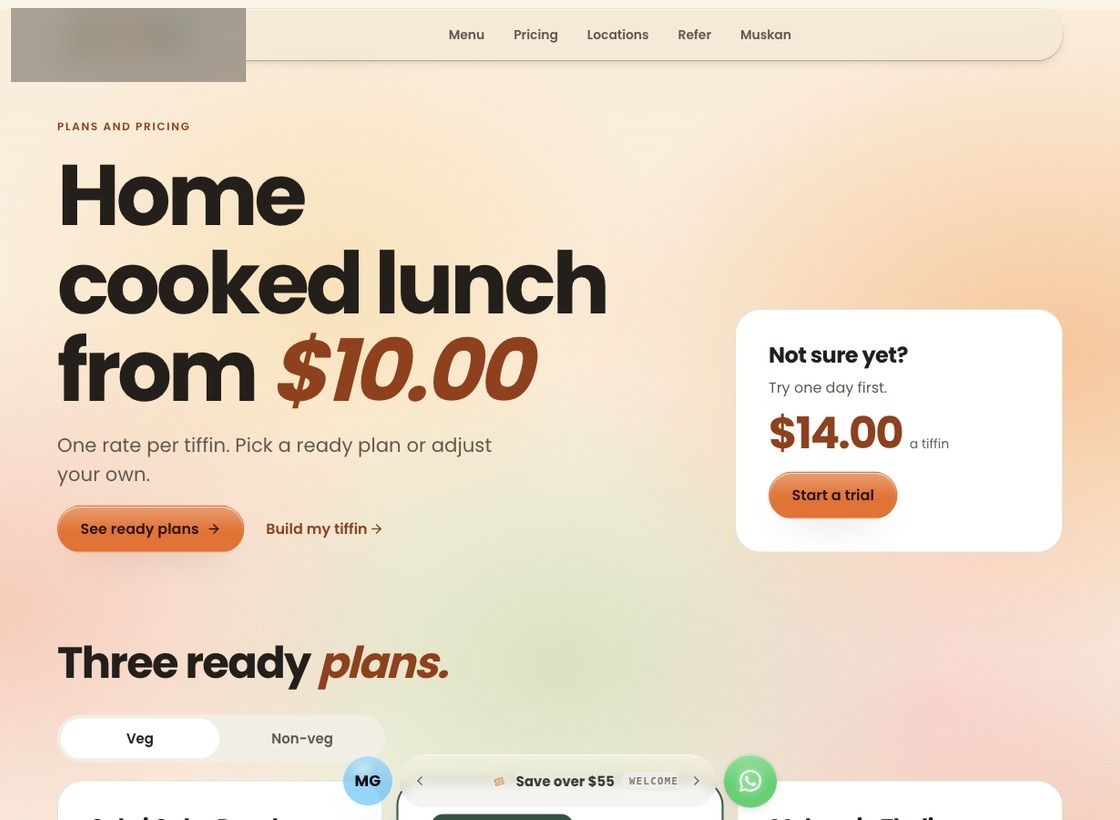 Menu Pricing Locations Refer Muskan
PLANS AND PRICING
Home
cooked lunch
from $10.00
One rate per tiffin. Pick a ready plan or adjust
your own.
See ready plans → Build my tiffin →
Not sure yet?
Try one day first.
$14.00 a tiffin
Start a trial
Three ready plans.
Veg Non-veg
MG
Save over $55 WELCOME